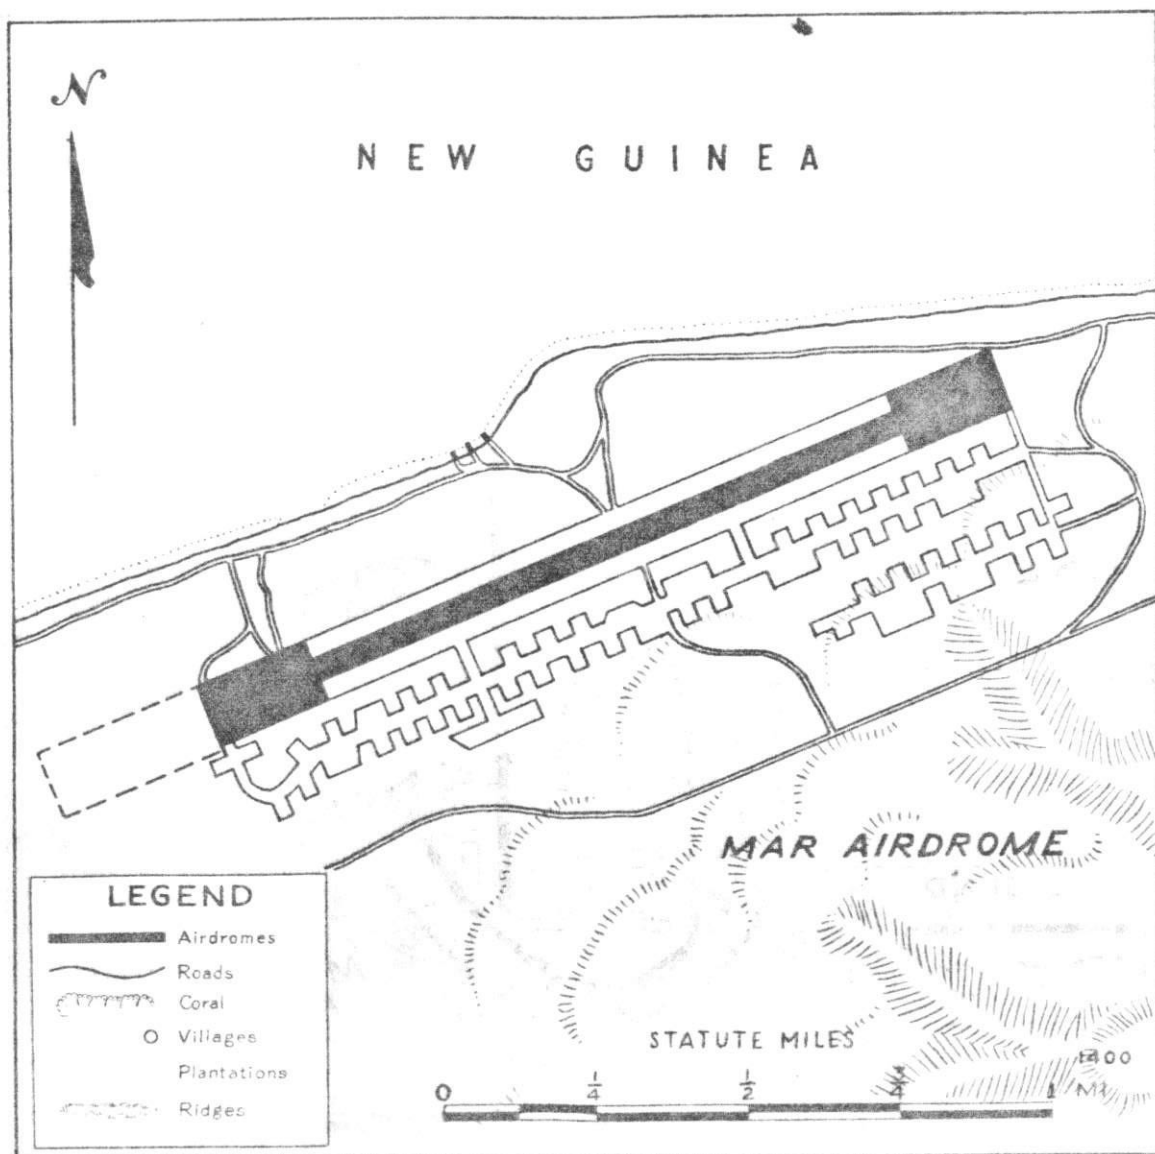 N
NEW GUINEA
MAR AIRDROME
LEGEND
Airdromes
Roads
Coral
Villages
Plantations
Ridges
STATUTE MILES
0 1/4 1/2 3/4 1
MI